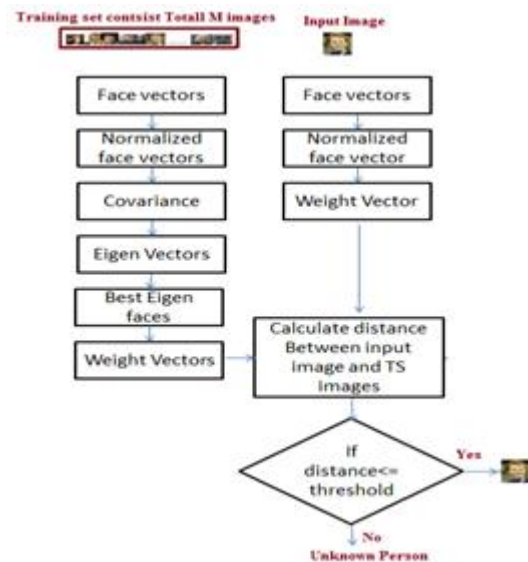 Training set contsist Totall M images
Input Image
Face vectors
Normalized
face vectors
Covariance
Eigen Vectors
Best Eigen
faces
Weight Vectors
Face vectors
Normalized
face vector
Weight Vector
Calculate distance
Between input
image and TS
images
If
distance<=
threshold
Yes
No
Unknown Person